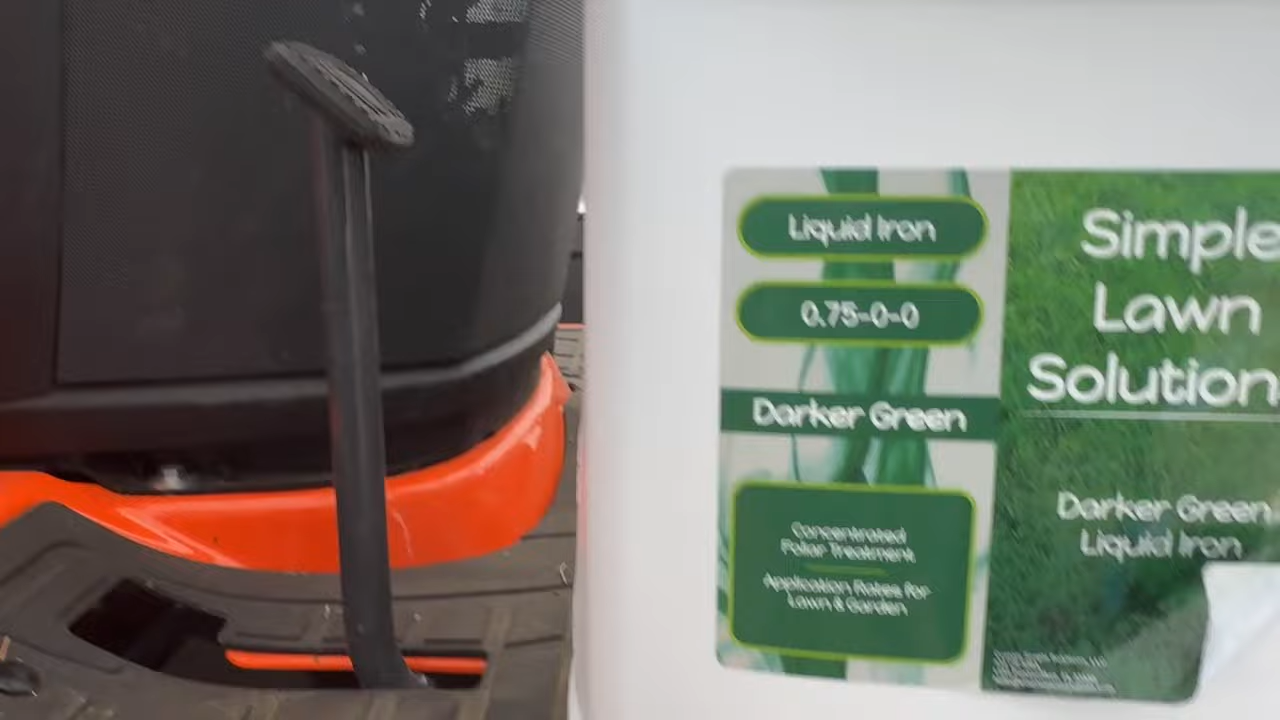 Liquid Iron
0.75-0-0
Darker Green
Concentrated
Foliar Treatment
Application Rates for
Lawn & Garden
Simple
Lawn
Solution
Darker Green
Liquid Iron